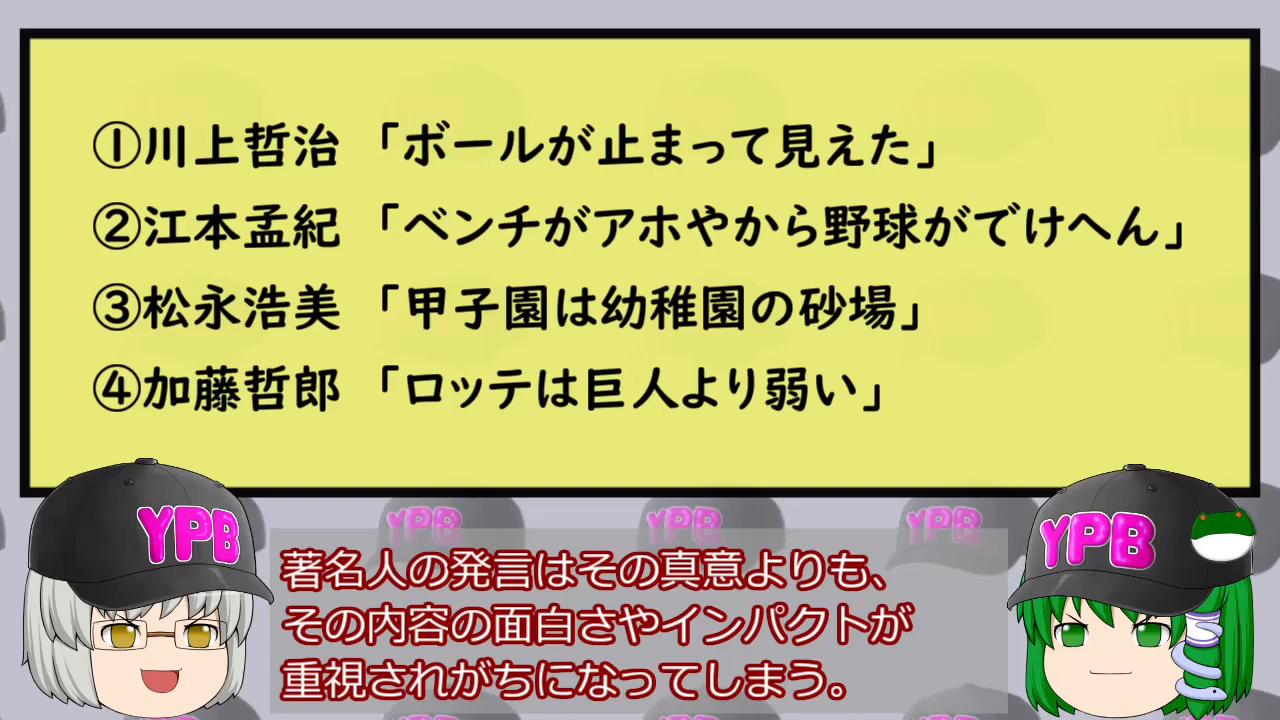 ①川上哲治 「ボールが止まって見えた」
②江本孟紀 「ベンチがアホやから野球がでけへん」
③松永浩美 「甲子園は幼稚園の砂場」
④加藤哲郎 「ロッテは巨人より弱い」
YPB
YPB
YPB
YPB
YPB
著名人の発言はその真意よりも、
その内容の面白さやインパクトが
重視されがちになってしまう。